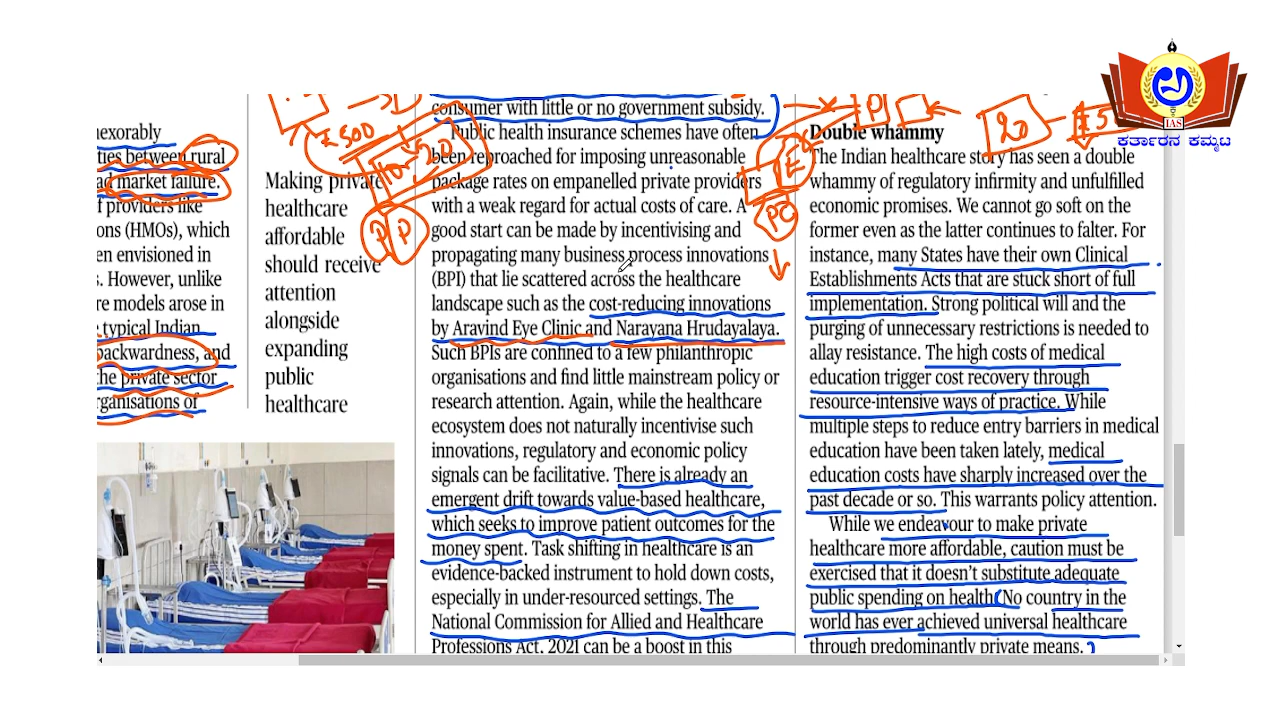 nexorably
ties between rural
ad market failure.
f providers like
ons (HMOs), which
en envisioned in
s. However, unlike
re models arose in
typical Indian
backwardness, and
the private sector
rganisations of
Making private
healthcare
affordable
should receive
attention
alongside
expanding
public
healthcare
consumer with little or no government subsidy.
Public health insurance schemes have often
been reproached for imposing unreasonable
package rates on empanelled private providers
with a weak regard for actual costs of care. A
good start can be made by incentivising and
propagating many business process innovations
(BPI) that lie scattered across the healthcare
landscape such as the cost-reducing innovations
by Aravind Eye Clinic and Narayana Hrudayalaya.
Such BPIs are confined to a few philanthropic
organisations and find little mainstream policy or
research attention. Again, while the healthcare
ecosystem does not naturally incentivise such
innovations, regulatory and economic policy
signals can be facilitative. There is already an
emergent drift towards value-based healthcare,
which seeks to improve patient outcomes for the
money spent. Task shifting in healthcare is an
evidence-backed instrument to hold down costs,
especially in under-resourced settings. The
National Commission for Allied and Healthcare
Professions Act, 2021 can be a boost in this
Double whammy
The Indian healthcare story has seen a double
whammy of regulatory infirmity and unfulfilled
economic promises. We cannot go soft on the
former even as the latter continues to falter. For
instance, many States have their own Clinical
Establishments Acts that are stuck short of full
implementation. Strong political will and the
purging of unnecessary restrictions is needed to
allay resistance. The high costs of medical
education trigger cost recovery through
resource-intensive ways of practice. While
multiple steps to reduce entry barriers in medical
education have been taken lately, medical
education costs have sharply increased over the
past decade or so. This warrants policy attention.
While we endeavour to make private
healthcare more affordable, caution must be
exercised that it doesn't substitute adequate
public spending on health. No country in the
world has ever achieved universal healthcare
through predominantly private means.
P P
E
PC
P
20
IAS
ಕರ್ತಾರನ ಕಮ್ಮಟ